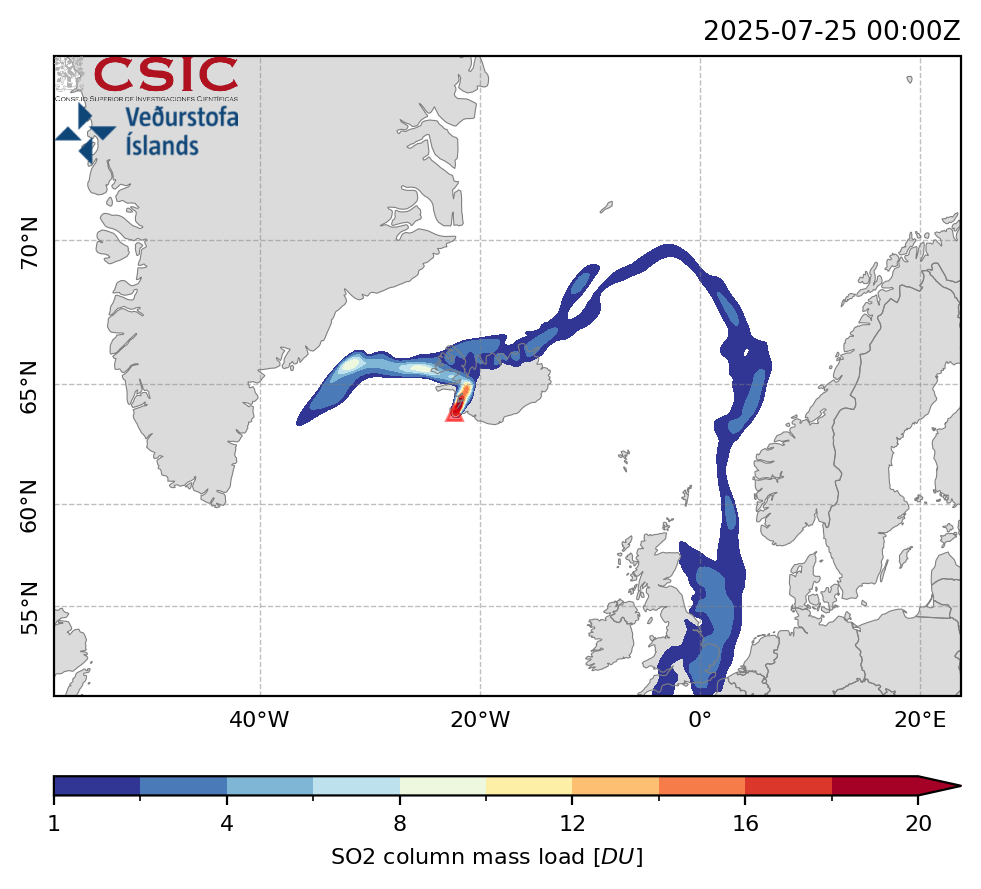 2025-07-25 00:00Z
CSIC
CONSEJO SUPERIOR DE INVESTIGACIONES CIENTÍFICAS
Veðurstofa
Íslands
70°N
65°N
60°N
55°N
40°W 20°W 0° 20°E
1 4 8 12 16 20
SO2 column mass load [DU]